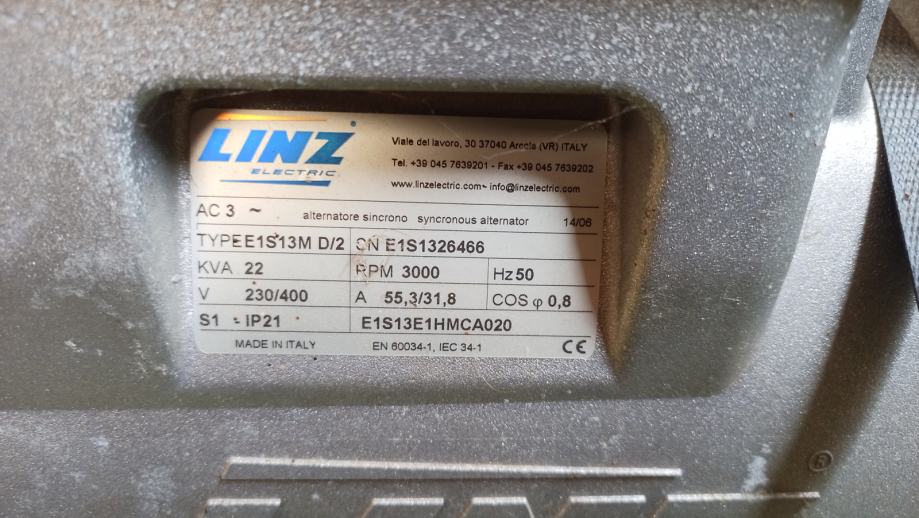 LINZ ®
ELECTRIC
Viale del lavoro, 30 37040 Arcole (VR) ITALY
Tel. +39 045 7639201 - Fax +39 045 7639202
www.linzelectric.com - info@linzelectric.com
AC 3 ~ alternatore sincrono syncronous alternator 14/06
TYPE E1S13M D/2 CN E1S1326466
KVA 22 RPM 3000 Hz 50
V 230/400 A 55,3/31,8 COS φ 0,8
S1 - IP21 E1S13E1HMCA020
MADE IN ITALY EN 60034-1, IEC 34-1 CE
®